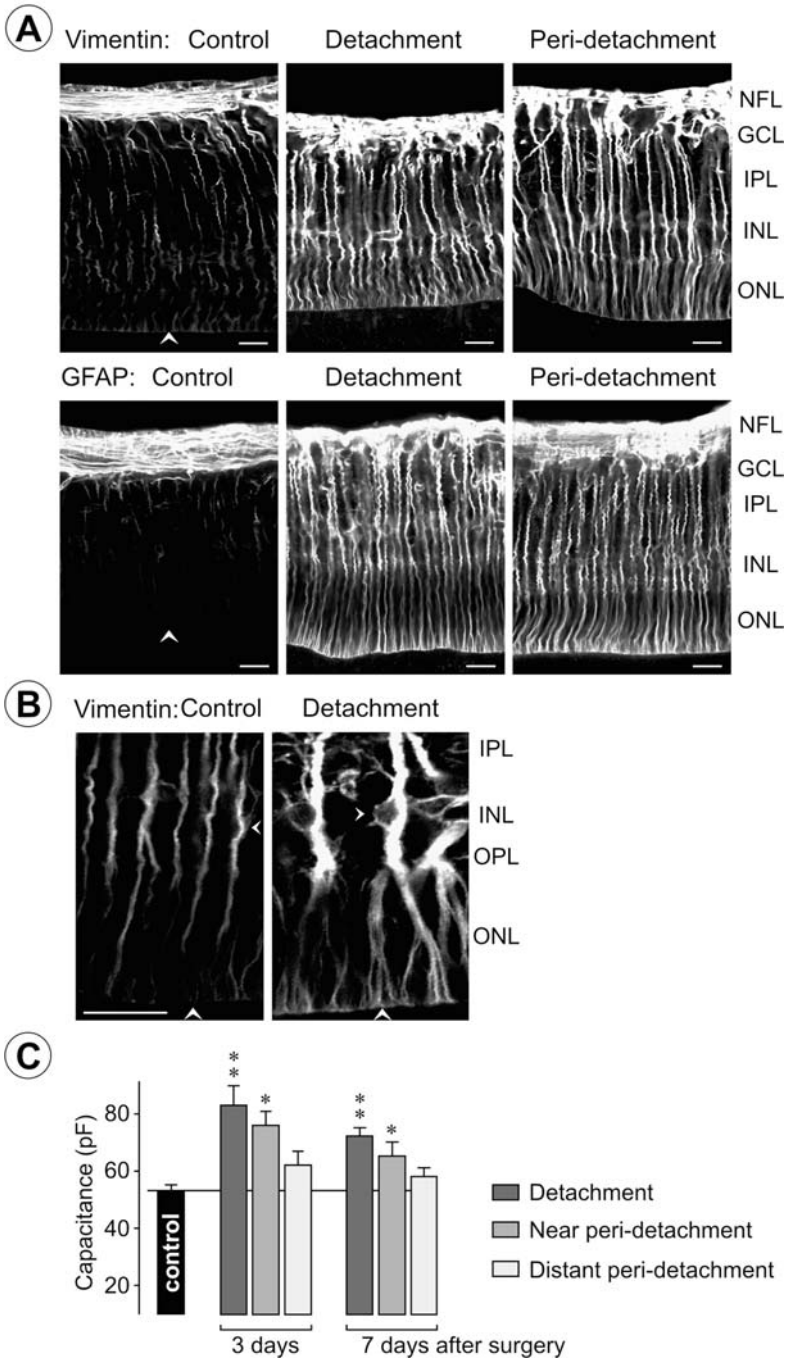 A
Vimentin: Control Detachment Peri-detachment
NFL
GCL
IPL
INL
ONL
GFAP: Control Detachment Peri-detachment
NFL
GCL
IPL
INL
ONL
B
Vimentin: Control Detachment
IPL
INL
OPL
ONL
C
Capacitance (pF)
80
60
40
20
control
** * ** *
3 days 7 days after surgery
Detachment
Near peri-detachment
Distant peri-detachment